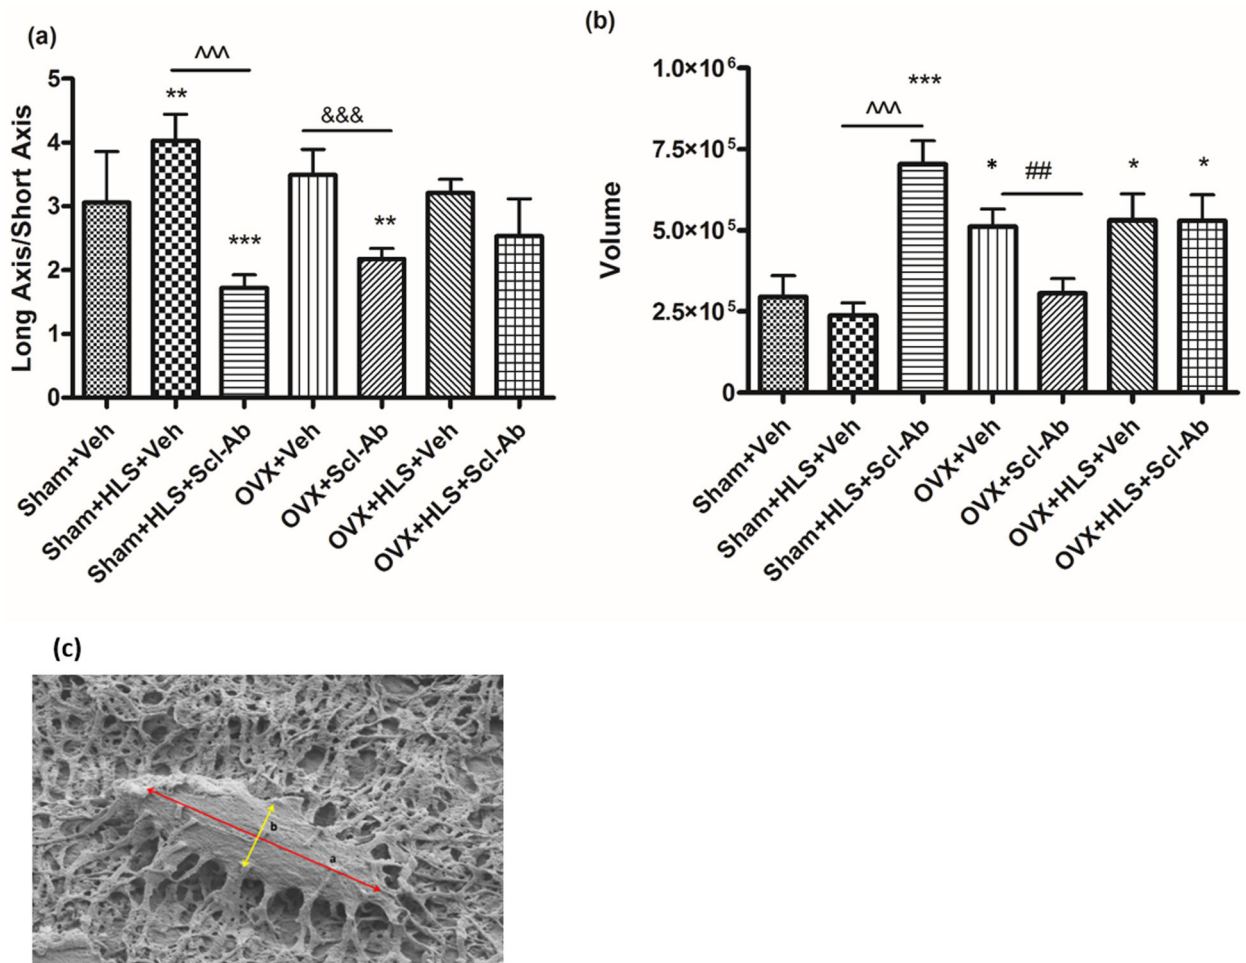 (a)
^^^
5
**
&&&
4
3
***
**
2
1
0
Long Axis/Short Axis
Sham+Veh
Sham+HLS+Veh
Sham+HLS+Scl-Ab
OVX+Veh
OVX+Scl-Ab
OVX+HLS+Veh
OVX+HLS+Scl-Ab
(b)
1.0×10⁶
***
^^^
7.5×10⁵
*
##
*
*
5.0×10⁵
2.5×10⁵
0
Volume
Sham+Veh
Sham+HLS+Veh
Sham+HLS+Scl-Ab
OVX+Veh
OVX+Scl-Ab
OVX+HLS+Veh
OVX+HLS+Scl-Ab
(c)
b
a